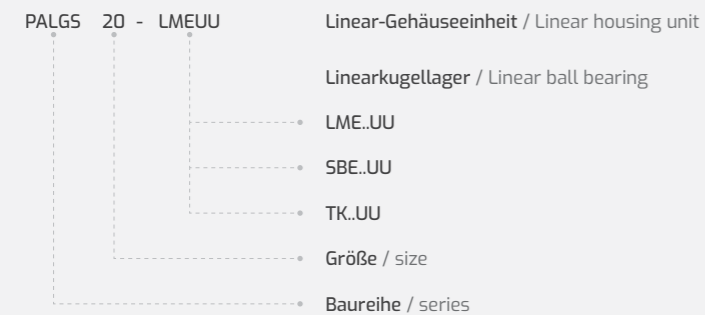 PALGS 20 - LMEUU Linear-Gehäuseeinheit / Linear housing unit
Linearkugellager / Linear ball bearing
LME..UU
SBE..UU
TK..UU
Größe / size
Baureihe / series